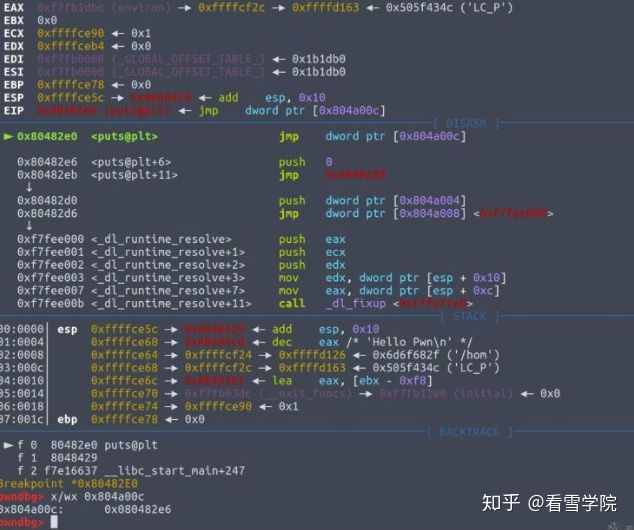 EAX 0xf7fb1dbc (environ) → 0xffffcf2c → 0xffffd163 ← 0x505f434c ('LC_P')
EBX 0x0
ECX 0xffffce90 ← 0x1
EDX 0xffffceb4 ← 0x0
EDI 0xf7fb0000 (_GLOBAL_OFFSET_TABLE_) ← 0x1b1db0
ESI 0xf7fb0000 (_GLOBAL_OFFSET_TABLE_) ← 0x1b1db0
EBP 0xffffce78 ← 0x0
ESP 0xffffce5c → 0x8048429 ← add esp, 0x10
EIP 0x80482e0 (puts@plt) ← jmp dword ptr [0x804a00c]
[ DISASM ]
► 0x80482e0 <puts@plt> jmp dword ptr [0x804a00c]
0x80482e6 <puts@plt+6> push 0
0x80482eb <puts@plt+11> jmp 0x80482d0
↓
0x80482d0 push dword ptr [0x804a004]
0x80482d6 jmp dword ptr [0x804a008] <0xf7fee000>
↓
0xf7fee000 <_dl_runtime_resolve> push eax
0xf7fee001 <_dl_runtime_resolve+1> push ecx
0xf7fee002 <_dl_runtime_resolve+2> push edx
0xf7fee003 <_dl_runtime_resolve+3> mov edx, dword ptr [esp + 0x10]
0xf7fee007 <_dl_runtime_resolve+7> mov eax, dword ptr [esp + 0xc]
0xf7fee00b <_dl_runtime_resolve+11> call _dl_fixup <0xf7fe77e0>
[ STACK ]
00:0000│ esp 0xffffce5c → 0x8048429 ← add esp, 0x10
01:0004│ 0xffffce60 → 0x80484c0 ← dec eax /* 'Hello Pwn\n' */
02:0008│ 0xffffce64 → 0xffffcf24 → 0xffffd126 ← 0x6d6f682f ('/hom')
03:000c│ 0xffffce68 → 0xffffcf2c → 0xffffd163 ← 0x505f434c ('LC_P')
04:0010│ 0xffffce6c → 0x8048461 ← lea eax, [ebx - 0xf8]
05:0014│ 0xffffce70 → 0xf7fb03dc (__exit_funcs) → 0xf7fb11e0 (initial) ← 0x0
06:0018│ 0xffffce74 → 0xffffce90 ← 0x1
07:001c│ ebp 0xffffce78 ← 0x0
[ BACKTRACE ]
► f 0 80482e0 puts@plt
f 1 8048429
f 2 f7e16637 __libc_start_main+247
Breakpoint *0x80482E0
pwndbg> x/wx 0x804a00c
0x804a00c: 0x080482e6
pwndbg>
知乎 @看雪学院